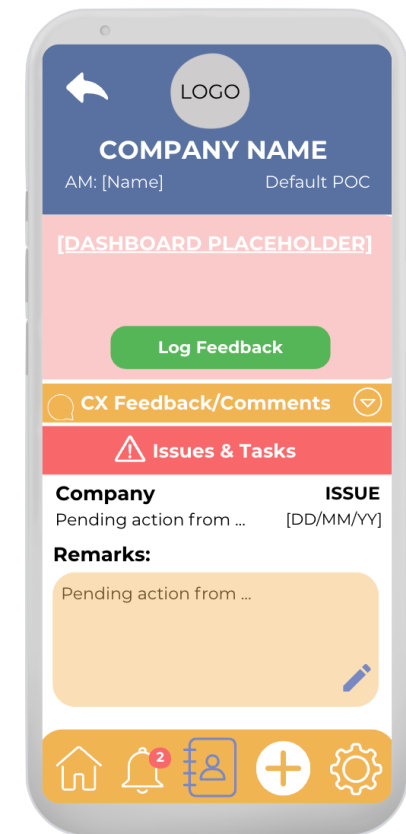 LOGO
COMPANY NAME
AM: [Name] Default POC
[DASHBOARD PLACEHOLDER]
Log Feedback
CX Feedback/Comments
Issues & Tasks
Company ISSUE
Pending action from ... [DD/MM/YY]
Remarks:
Pending action from ...
2